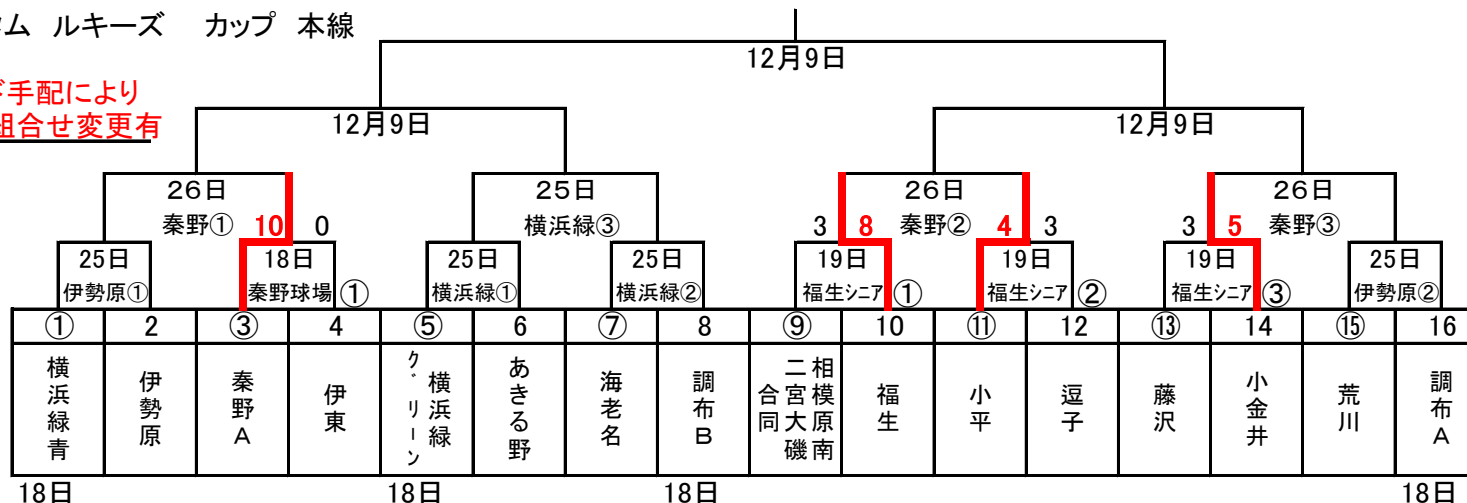 ム ルキーズ カップ 本線
12月9日
手配により
組合せ変更有
12月9日 12月9日
26日 25日 26日 26日
秦野① 10 0 横浜緑③ 3 8 秦野② 4 3 3 5 秦野③
25日 18日 25日 25日 19日 19日 19日 25日
伊勢原① 秦野球場 ① 横浜緑① 横浜緑② 福生シニア ① 福生シニア ② 福生シニア ③ 伊勢原②
① 2 ③ 4 ⑤ 6 ⑦ 8 ⑨ 10 ⑪ 12 ⑬ 14 ⑮ 16
横浜緑青
伊勢原
秦野A
伊東
横浜緑
グリーン
あきる野
海老名
調布B
相模原南
二宮大磯
合同
福生
小平
逗子
藤沢
小金井
荒川
調布A
18日 18日 18日 18日